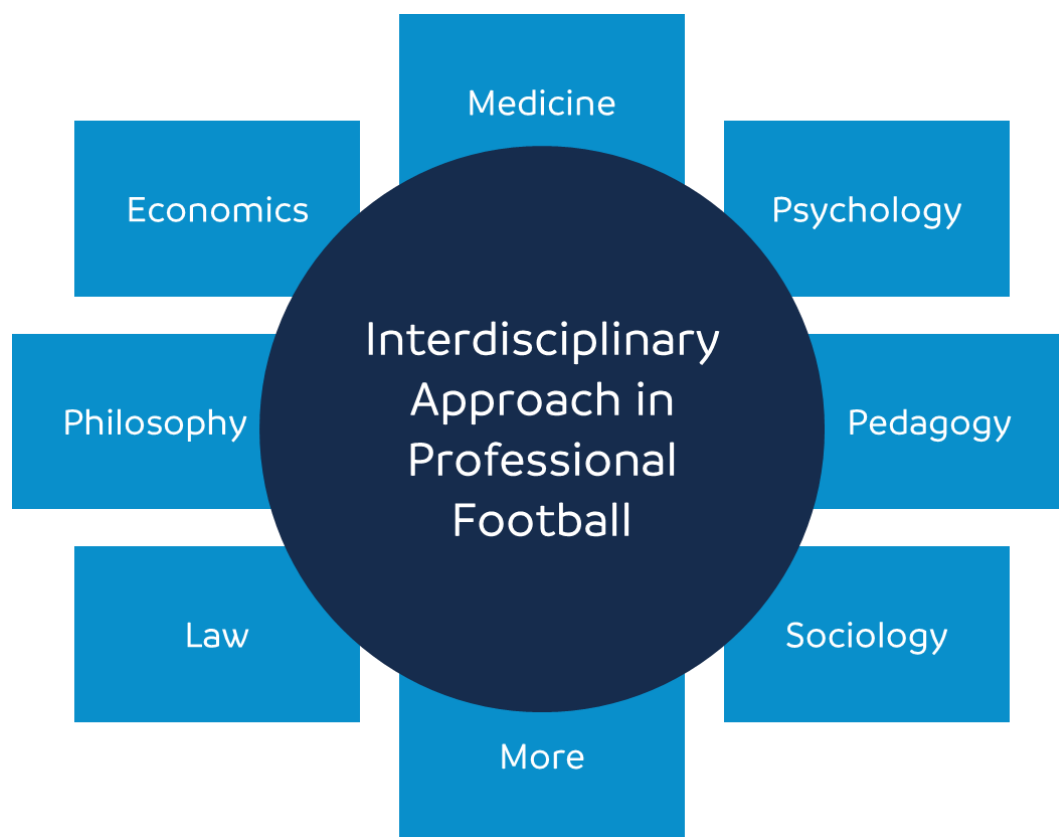 Medicine
Economics
Psychology
Interdisciplinary
Approach in
Professional
Football
Philosophy
Pedagogy
Law
Sociology
More